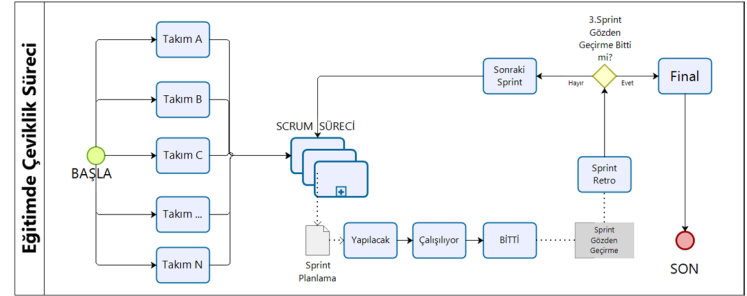 Eğitimde Çeviklik Süreci
BAŞLA
Takım A
Takım B
Takım C
Takım ...
Takım N
SCRUM SÜRECİ
Sprint
Planlama
Yapılacak
Çalışılıyor
BİTTİ
Sprint
Gözden
Geçirme
Sprint
Retro
3.Sprint
Gözden
Geçirme Bitti
mi?
Hayır
Evet
Sonraki
Sprint
Final
SON